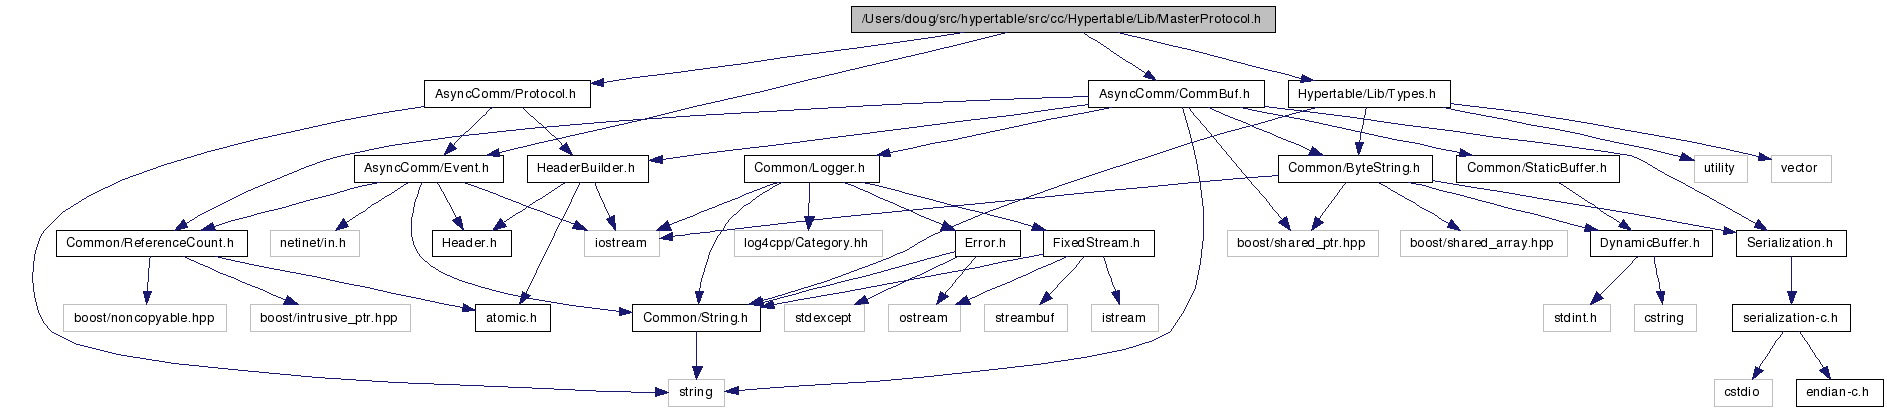 /Users/doug/src/hypertable/src/cc/Hypertable/Lib/MasterProtocol.h
AsyncComm/Protocol.h
AsyncComm/CommBuf.h
Hypertable/Lib/Types.h
AsyncComm/Event.h
HeaderBuilder.h
Common/Logger.h
Common/ByteString.h
Common/StaticBuffer.h
utility
vector
Common/ReferenceCount.h
netinet/in.h
Header.h
iostream
log4cpp/Category.hh
Error.h
FixedStream.h
boost/shared_ptr.hpp
boost/shared_array.hpp
DynamicBuffer.h
Serialization.h
boost/noncopyable.hpp
boost/intrusive_ptr.hpp
atomic.h
Common/String.h
stdexcept
ostream
streambuf
istream
stdint.h
cstring
serialization-c.h
string
cstdio
endian-c.h